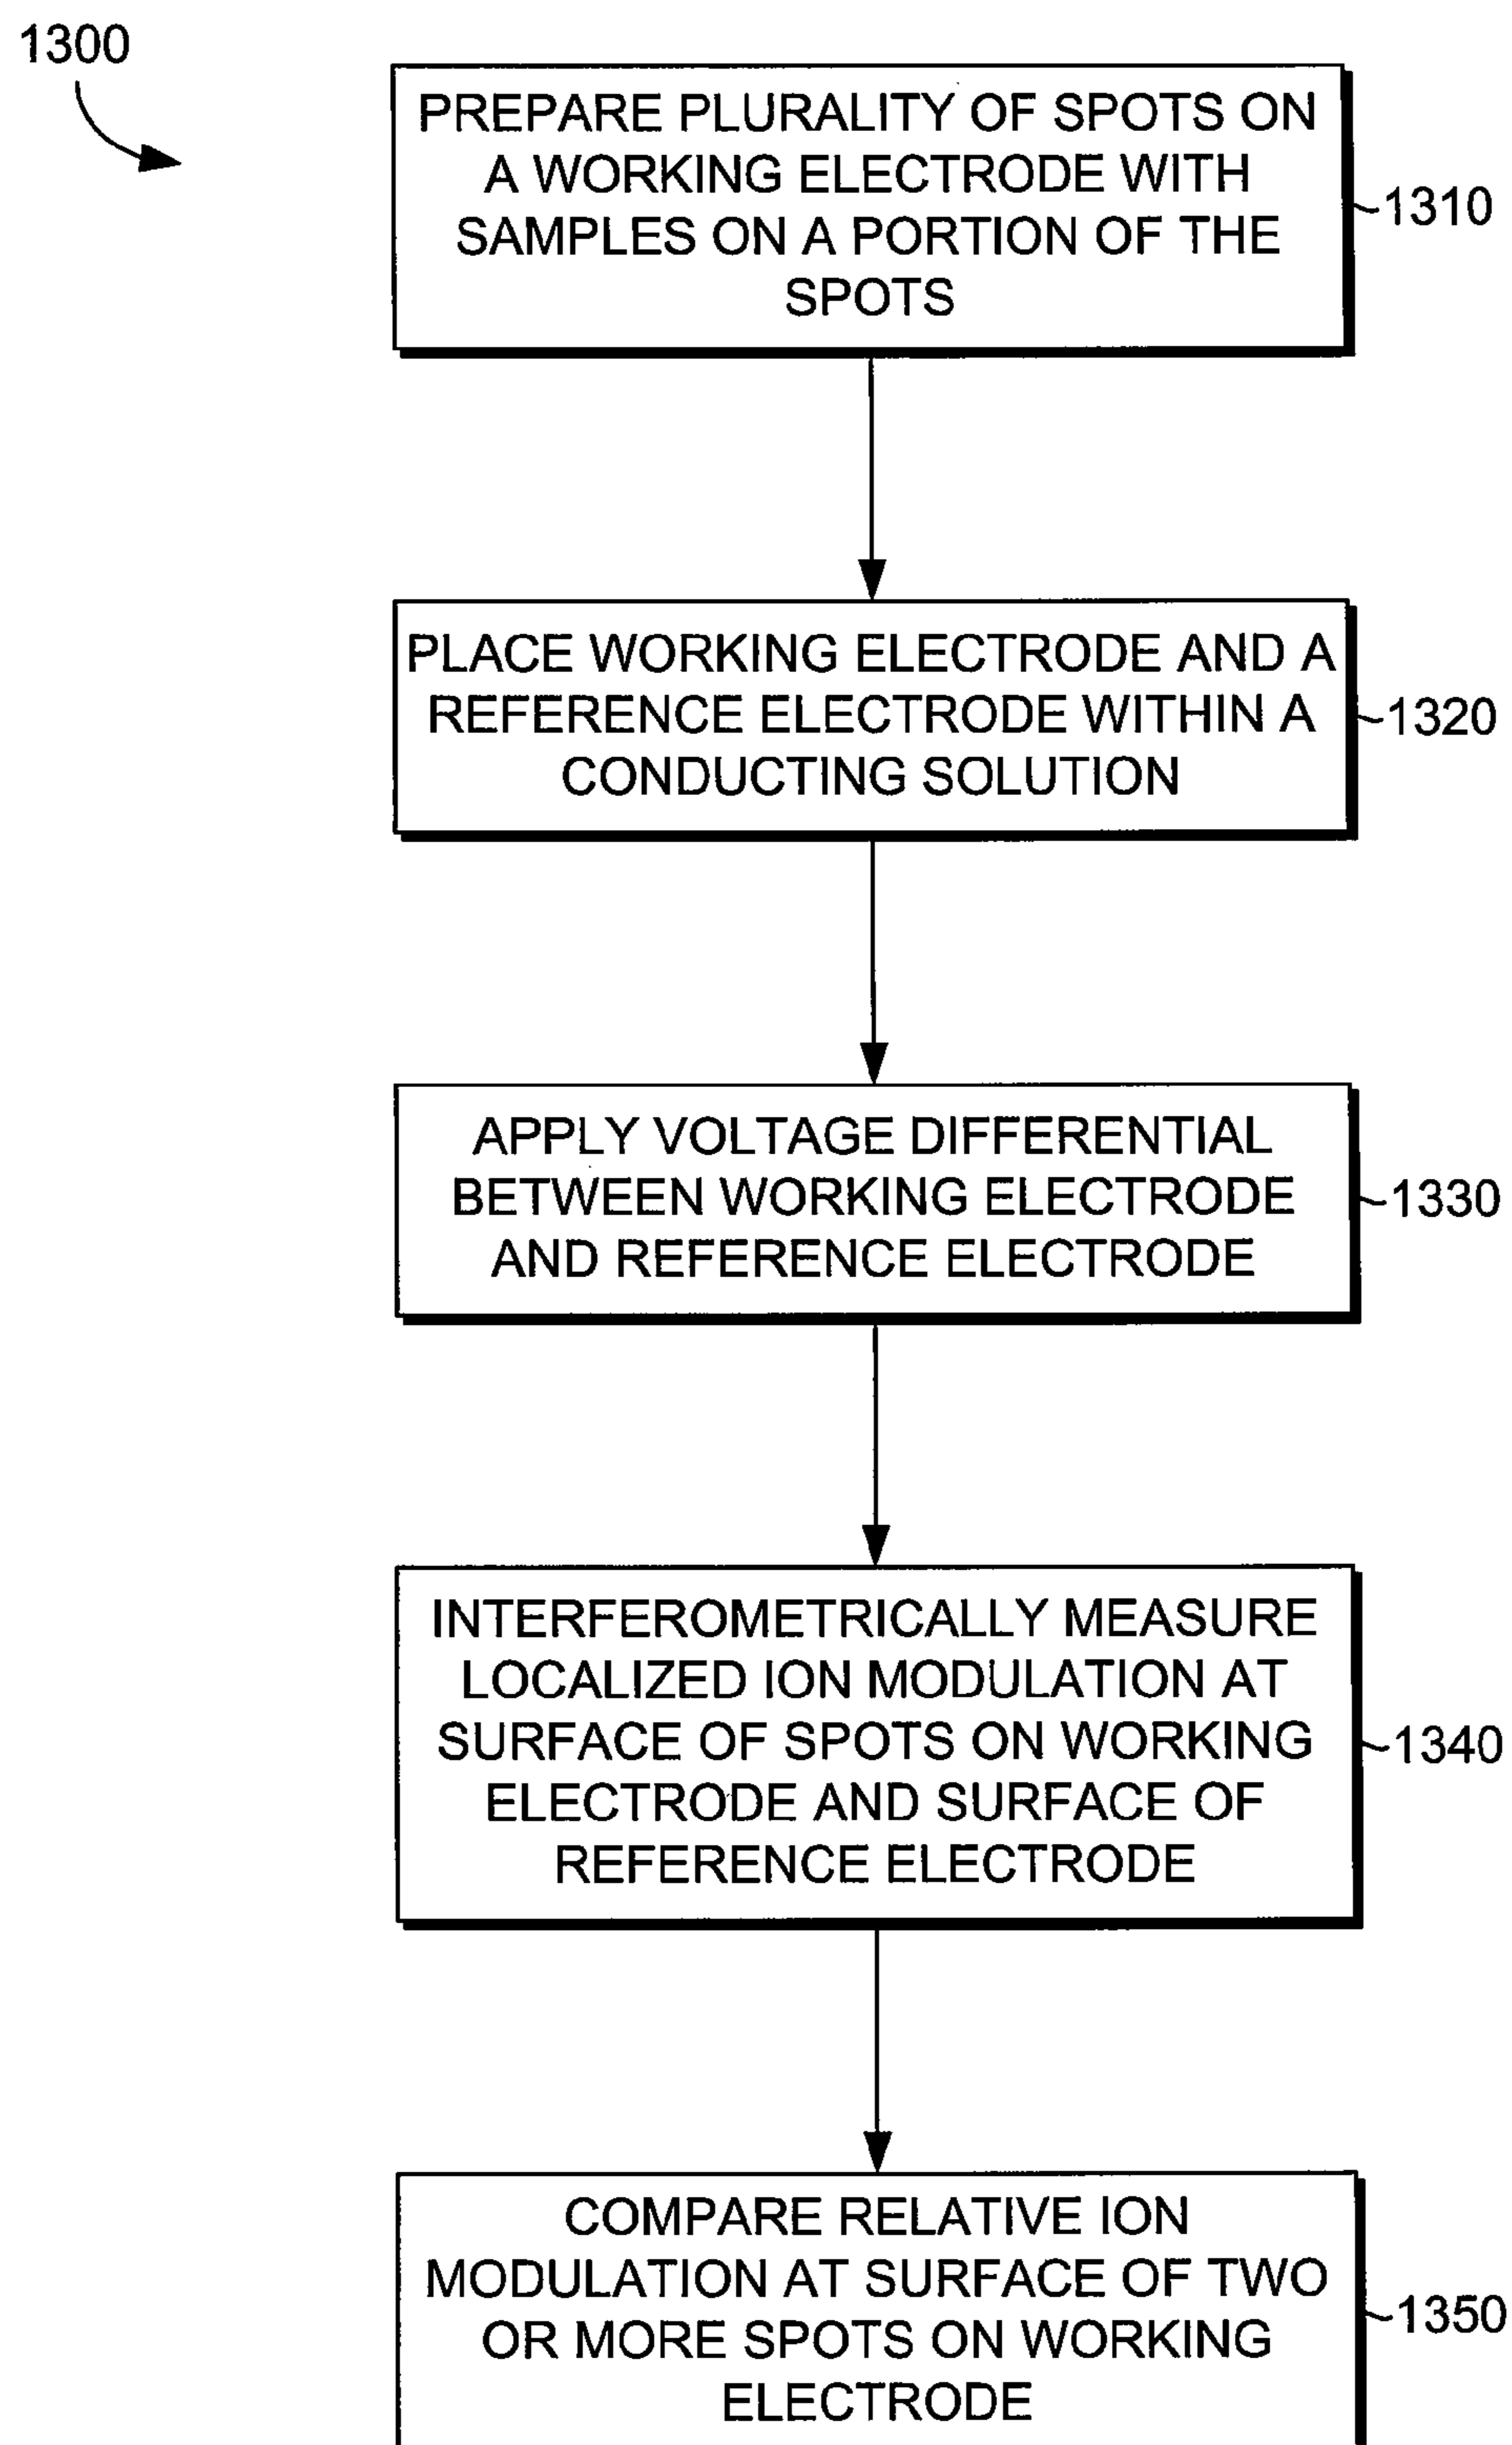 1300
PREPARE PLURALITY OF SPOTS ON
A WORKING ELECTRODE WITH
SAMPLES ON A PORTION OF THE
SPOTS
1310
PLACE WORKING ELECTRODE AND A
REFERENCE ELECTRODE WITHIN A
CONDUCTING SOLUTION
1320
APPLY VOLTAGE DIFFERENTIAL
BETWEEN WORKING ELECTRODE
AND REFERENCE ELECTRODE
1330
INTERFEROMETRICALLY MEASURE
LOCALIZED ION MODULATION AT
SURFACE OF SPOTS ON WORKING
ELECTRODE AND SURFACE OF
REFERENCE ELECTRODE
1340
COMPARE RELATIVE ION
MODULATION AT SURFACE OF TWO
OR MORE SPOTS ON WORKING
ELECTRODE
1350